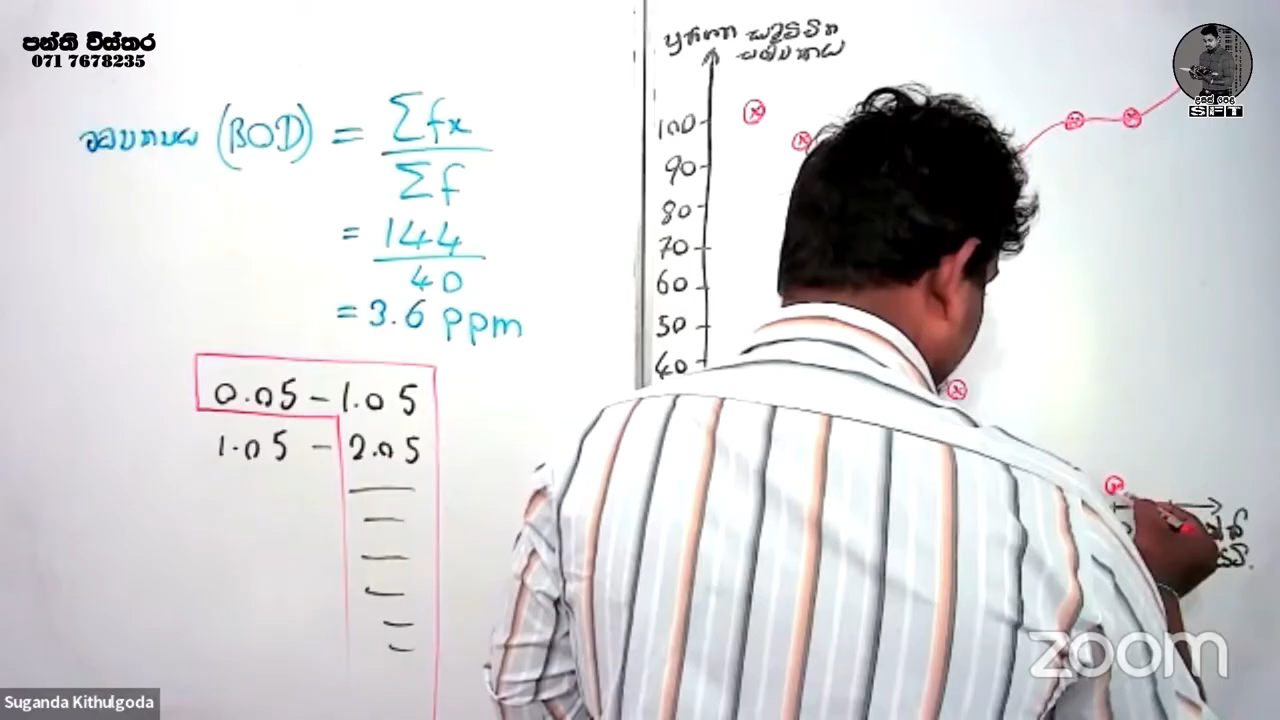 පන්ති විස්තර
071 7678235
(BOD) = Σfx
Σf
= 144
40
= 3.6 ppm
0.05 - 1.05
1.05 - 2.05
100
90
80
70
60
50
40
උසස් පෙළ
SFT
zoom
Suganda Kithulgoda